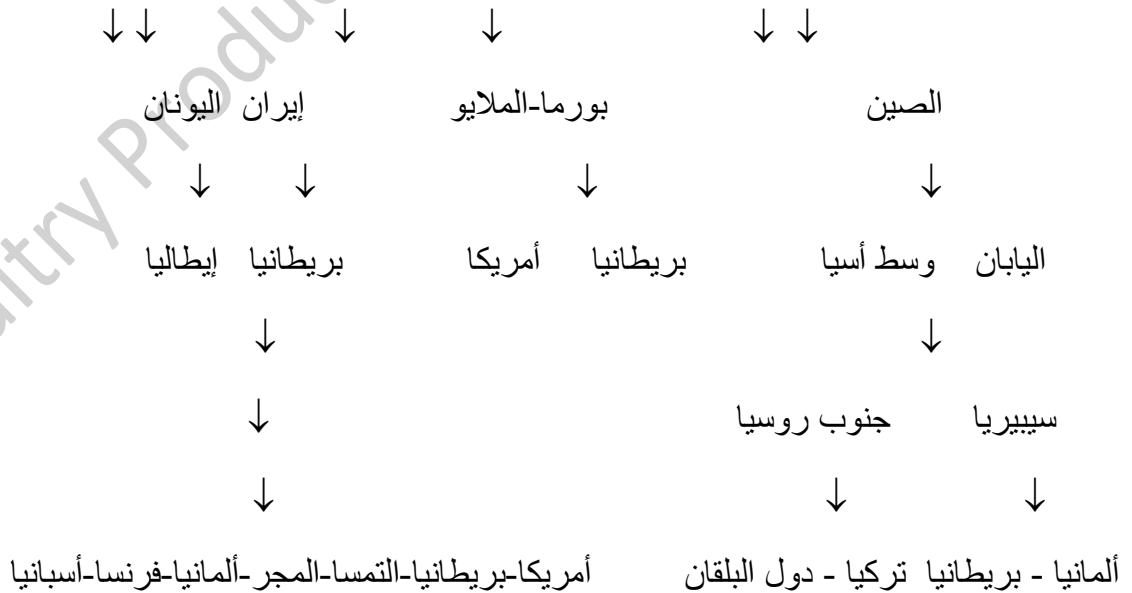 ↓ ↓ ↓ ↓ ↓ ↓
الصين بورما-الملايو إيران اليونان
↓ ↓ ↓ ↓
اليابان وسط أسيا بريطانيا أمريكا بريطانيا إيطاليا
↓ ↓
سيبيريا جنوب روسيا ↓
↓ ↓ ↓
ألمانيا - بريطانيا تركيا - دول البلقان أمريكا-بريطانيا-التمسا-المجر-ألمانيا-فرنسا-أسبانيا